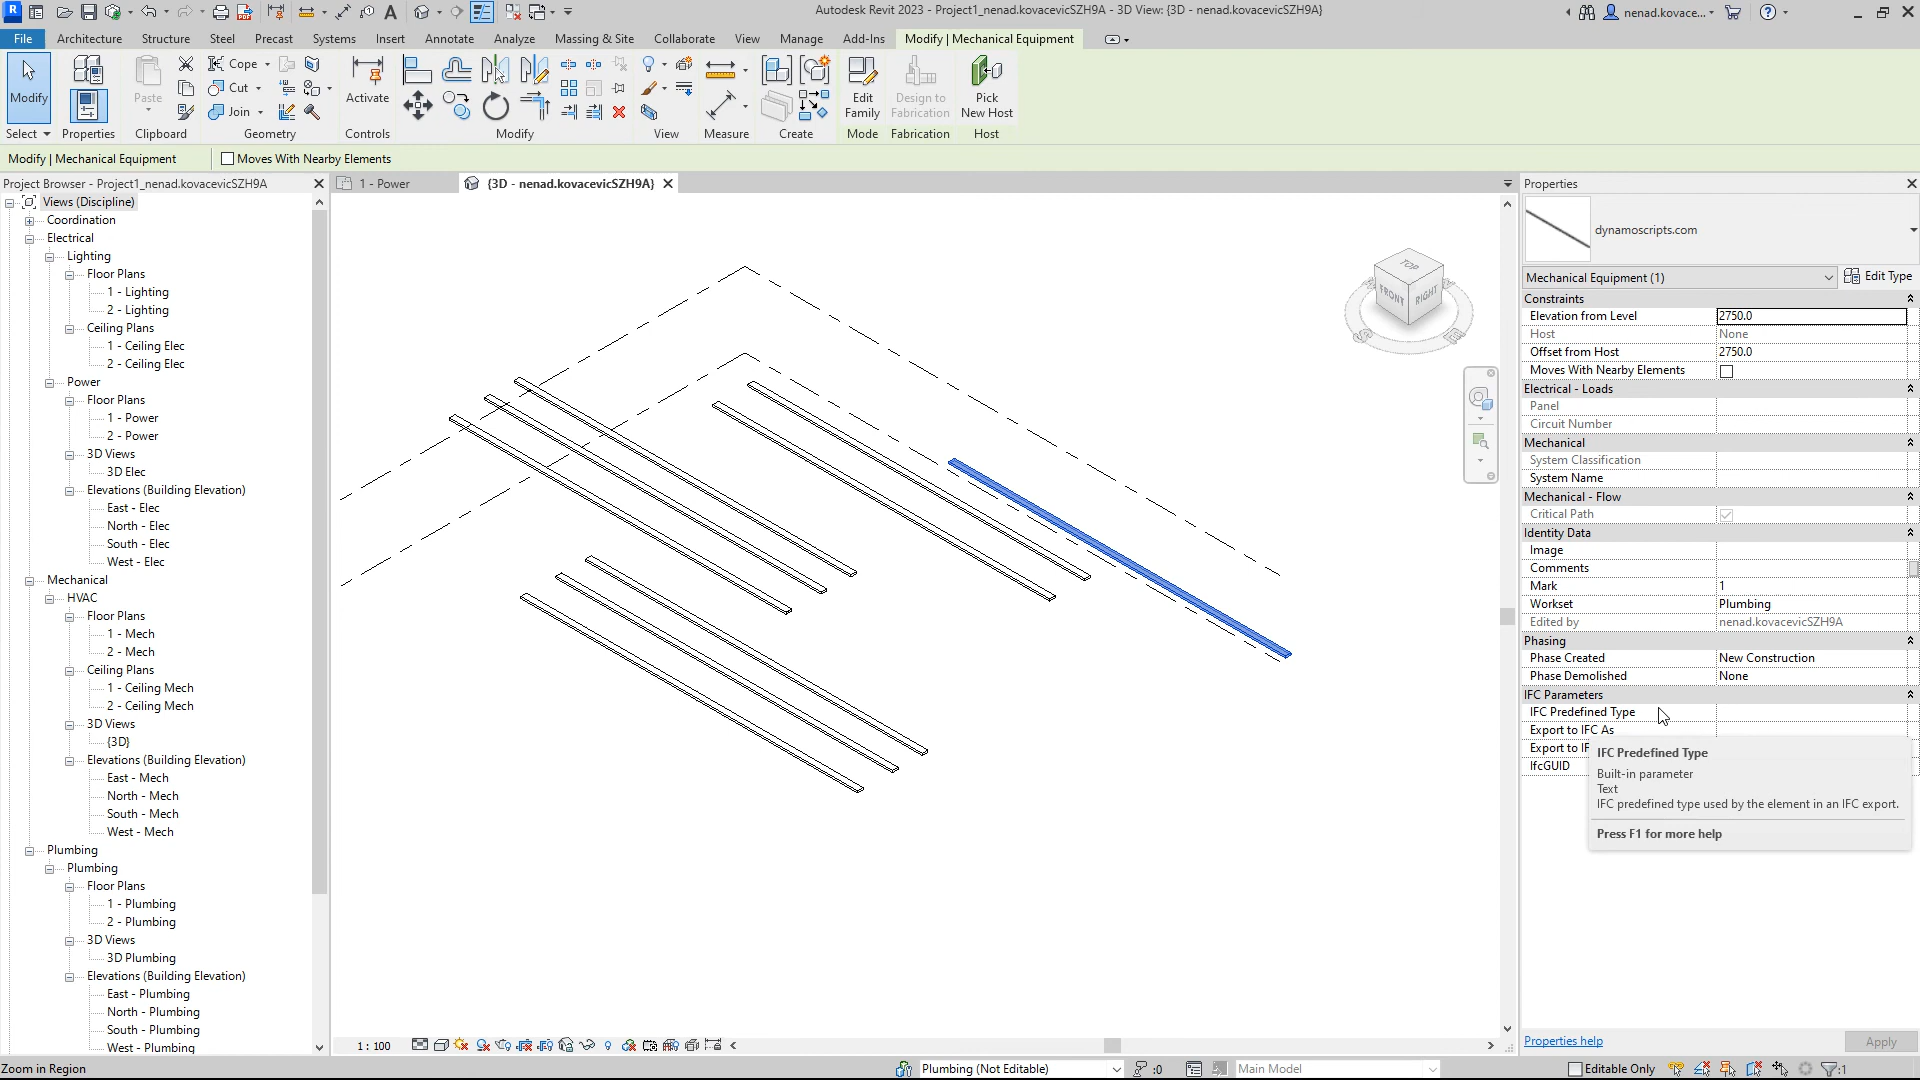 Autodesk Revit 2023 - Project1_nenad.kovacevicSZH9A - 3D View: {3D - nenad.kovacevicSZH9A}
nenad.kovace...
File Architecture Structure Steel Precast Systems Insert Annotate Analyze Massing & Site Collaborate View Manage Add-Ins Modify | Mechanical Equipment
Modify
Paste
Cope
Cut
Join
Activate
Edit Family
Design to Fabrication
Pick New Host
Select Properties Clipboard Geometry Controls Modify View Measure Create Mode Fabrication Host
Modify | Mechanical Equipment Moves With Nearby Elements
Project Browser - Project1_nenad.kovacevicSZH9A
Views (Discipline)
Coordination
Electrical
Lighting
Floor Plans
1 - Lighting
2 - Lighting
Ceiling Plans
1 - Ceiling Elec
2 - Ceiling Elec
Power
Floor Plans
1 - Power
2 - Power
3D Views
3D Elec
Elevations (Building Elevation)
East - Elec
North - Elec
South - Elec
West - Elec
Mechanical
HVAC
Floor Plans
1 - Mech
2 - Mech
Ceiling Plans
1 - Ceiling Mech
2 - Ceiling Mech
3D Views
{3D}
Elevations (Building Elevation)
East - Mech
North - Mech
South - Mech
West - Mech
Plumbing
Plumbing
Floor Plans
1 - Plumbing
2 - Plumbing
3D Views
3D Plumbing
Elevations (Building Elevation)
East - Plumbing
North - Plumbing
South - Plumbing
West - Plumbing
1 - Power
{3D - nenad.kovacevicSZH9A}
TOP
FRONT
RIGHT
1 : 100
Properties
dynamoscripts.com
Mechanical Equipment (1) Edit Type
Constraints
Elevation from Level 2750.0
Host None
Offset from Host 2750.0
Moves With Nearby Elements
Electrical - Loads
Panel
Circuit Number
Mechanical
System Classification
System Name
Mechanical - Flow
Critical Path
Identity Data
Image
Comments
Mark 1
Workset Plumbing
Edited by nenad.kovacevicSZH9A
Phasing
Phase Created New Construction
Phase Demolished None
IFC Parameters
IFC Predefined Type
Export to IFC As
Export to IF
IfcGUID
IFC Predefined Type
Built-in parameter
Text
IFC predefined type used by the element in an IFC export.
Press F1 for more help
Properties help Apply
Zoom in Region
Plumbing (Not Editable) :0 Main Model Editable Only :1